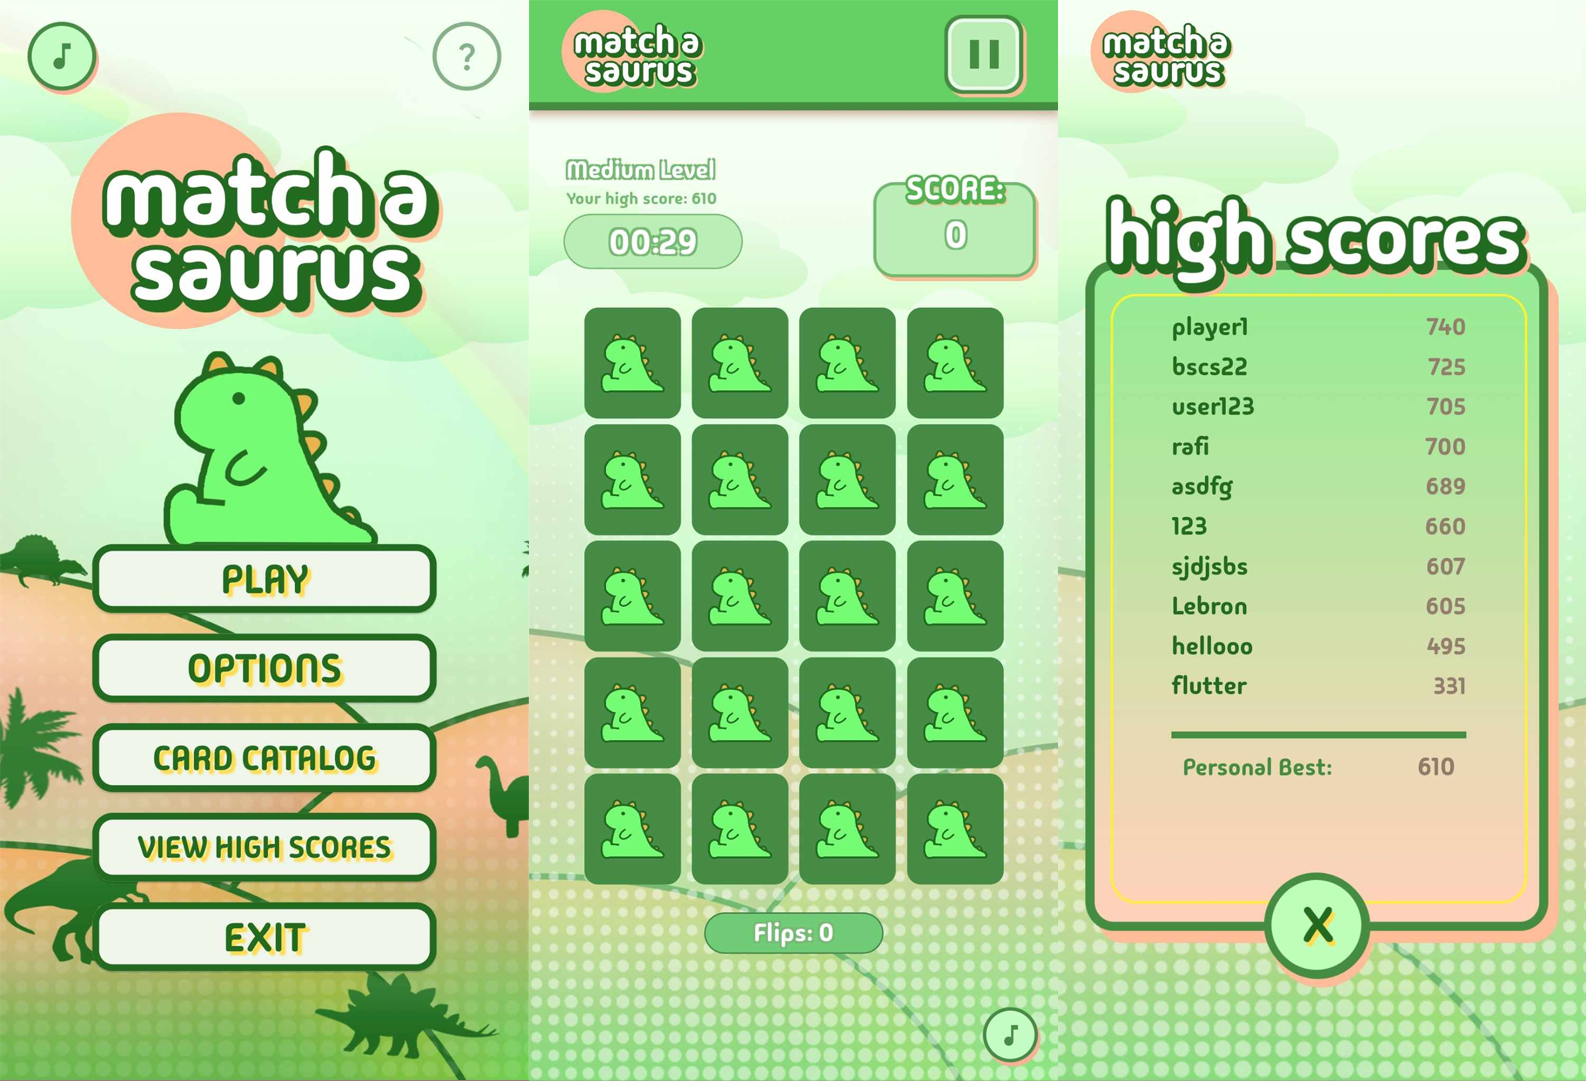 ?
match a
saurus
PLAY
OPTIONS
CARD CATALOG
VIEW HIGH SCORES
EXIT
match a
saurus
Medium Level
Your high score: 610
00:29
SCORE:
0
Flips: 0
match a
saurus
high scores
player1 740
bscs22 725
user123 705
rafi 700
asdfg 689
123 660
sjdjsbs 607
Lebron 605
hellooo 495
flutter 331
Personal Best: 610
X